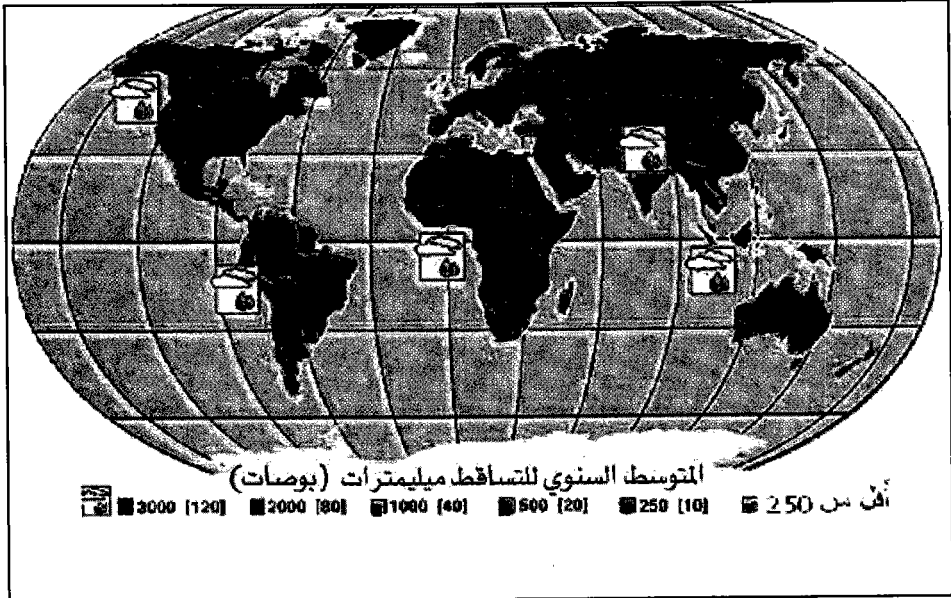 المتوسط السنوي للتساقط ميليمترات (بوصات)
3000 [120] 2000 [80] 1000 [40] 500 [20] 250 [10] أقل من 250